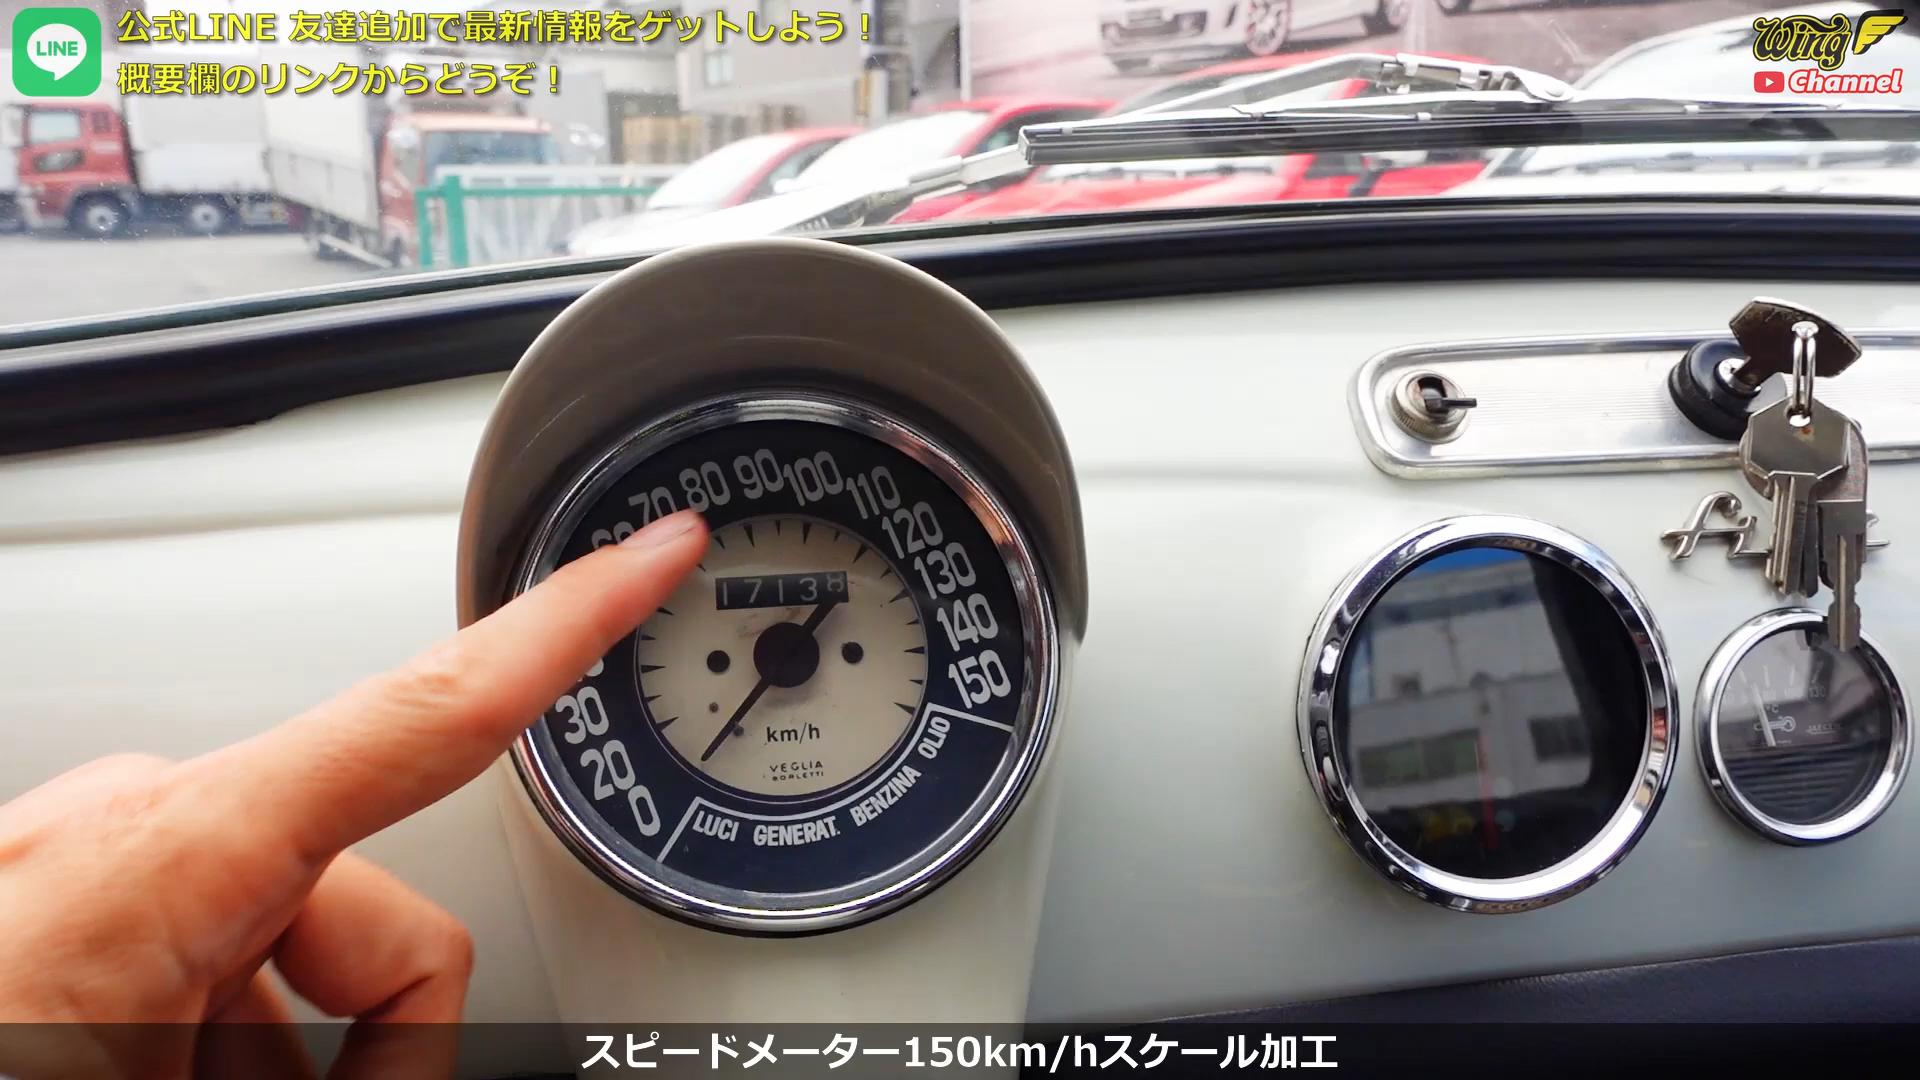 公式LINE 友達追加で最新情報をゲットしよう！
概要欄のリンクからどうぞ！
LINE
Wing
Channel
70 80 90 100 110 120 130 140 150
30 20 0
17138
km/h
VEGLIA
BORLETTI
LUCI GENERAT. BENZINA OLIO
130
°C
スピードメーター150km/hスケール加工